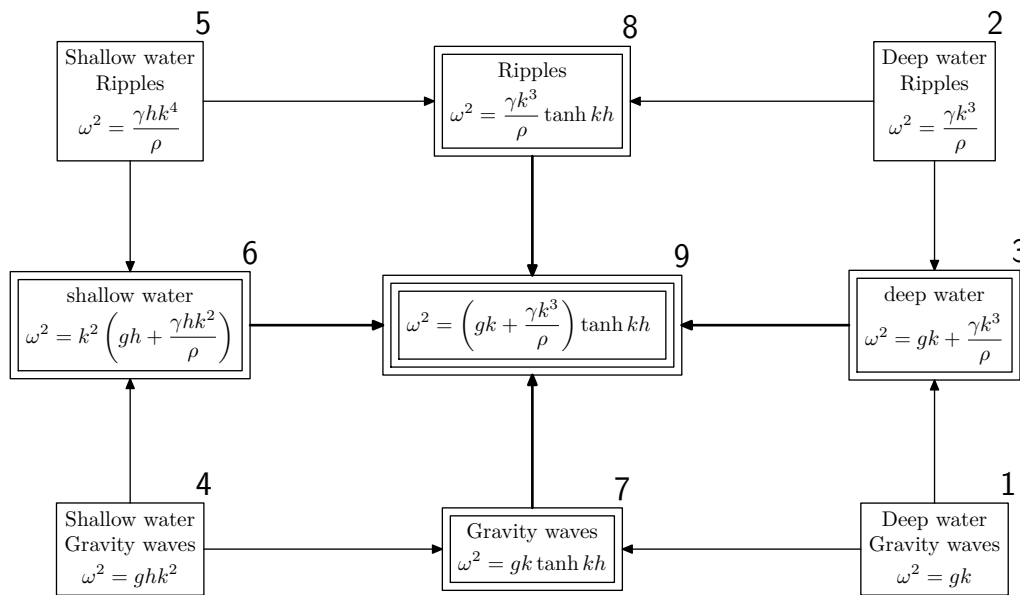 5
Shallow water
Ripples
ω² = γhk⁴/ρ
8
Ripples
ω² = γk³/ρ tanh kh
2
Deep water
Ripples
ω² = γk³/ρ
6
shallow water
ω² = k² (gh + γhk²/ρ)
9
ω² = (gk + γk³/ρ) tanh kh
3
deep water
ω² = gk + γk³/ρ
4
Shallow water
Gravity waves
ω² = ghk²
7
Gravity waves
ω² = gk tanh kh
1
Deep water
Gravity waves
ω² = gk